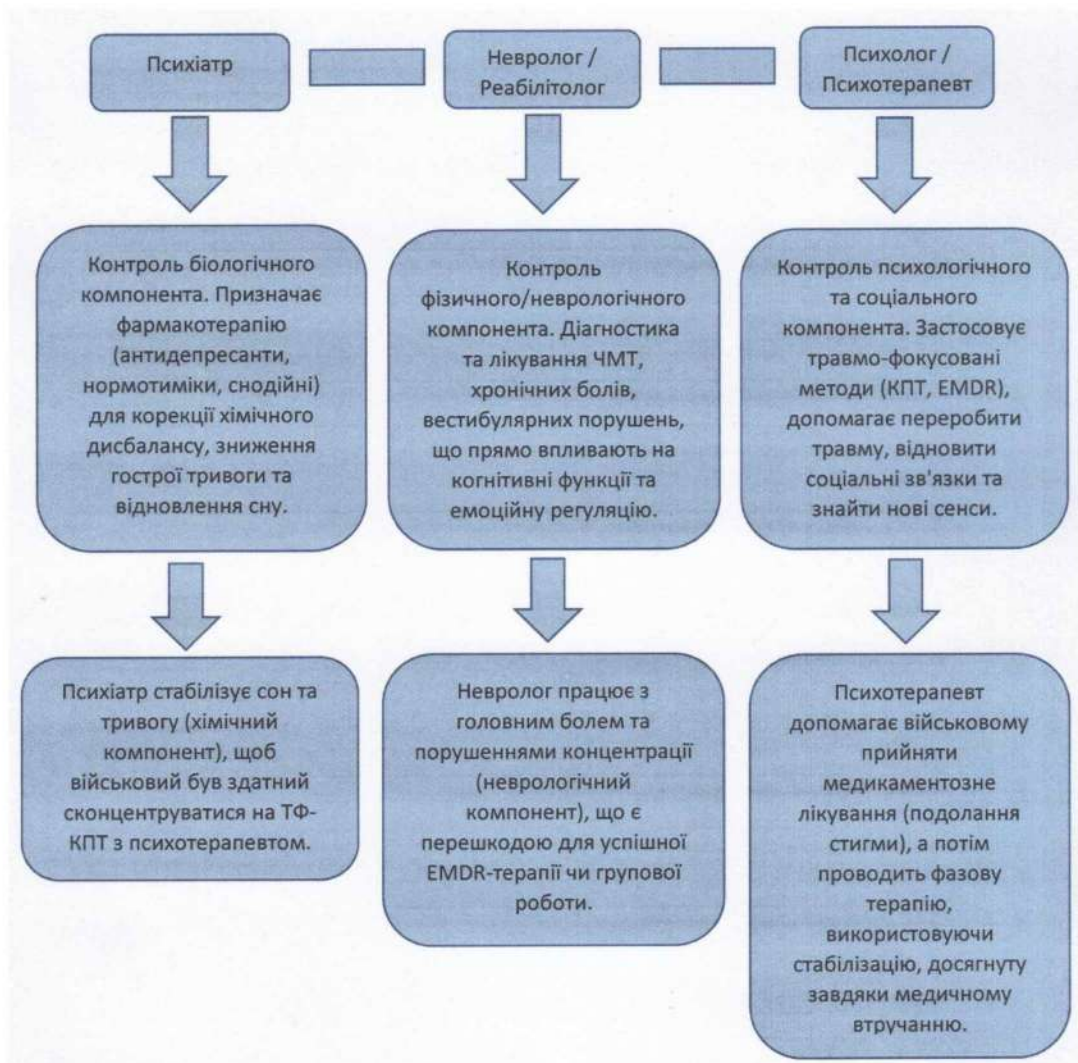 Психіатр
Невролог /
Реабілітолог
Психолог /
Психотерапевт
Контроль біологічного
компонента. Призначає
фармакотерапію
(антидепресанти,
нормотиміки, снодійні)
для корекції хімічного
дисбалансу, зниження
гострої тривоги та
відновлення сну.
Контроль
фізичного/неврологічного
компонента. Діагностика
та лікування ЧМТ,
хронічних болів,
вестибулярних порушень,
що прямо впливають на
когнітивні функції та
емоційну регуляцію.
Контроль психологічного
та соціального
компонента. Застосовує
травмо-фокусовані
методи (КПТ, EMDR),
допомагає переробити
травму, відновити
соціальні зв'язки та
знайти нові сенси.
Психіатр стабілізує сон та
тривогу (хімічний
компонент), щоб
військовий був здатний
сконцентруватися на ТФ-
КПТ з психотерапевтом.
Невролог працює з
головним болем та
порушеннями концентрації
(неврологічний
компонент), що є
перешкодою для успішної
EMDR-терапії чи групової
роботи.
Психотерапевт
допомагає військовому
прийняти
медикаментозне
лікування (подолання
стигми), а потім
проводить фазову
терапію,
використовуючи
стабілізацію, досягнуту
завдяки медичному
втручанню.